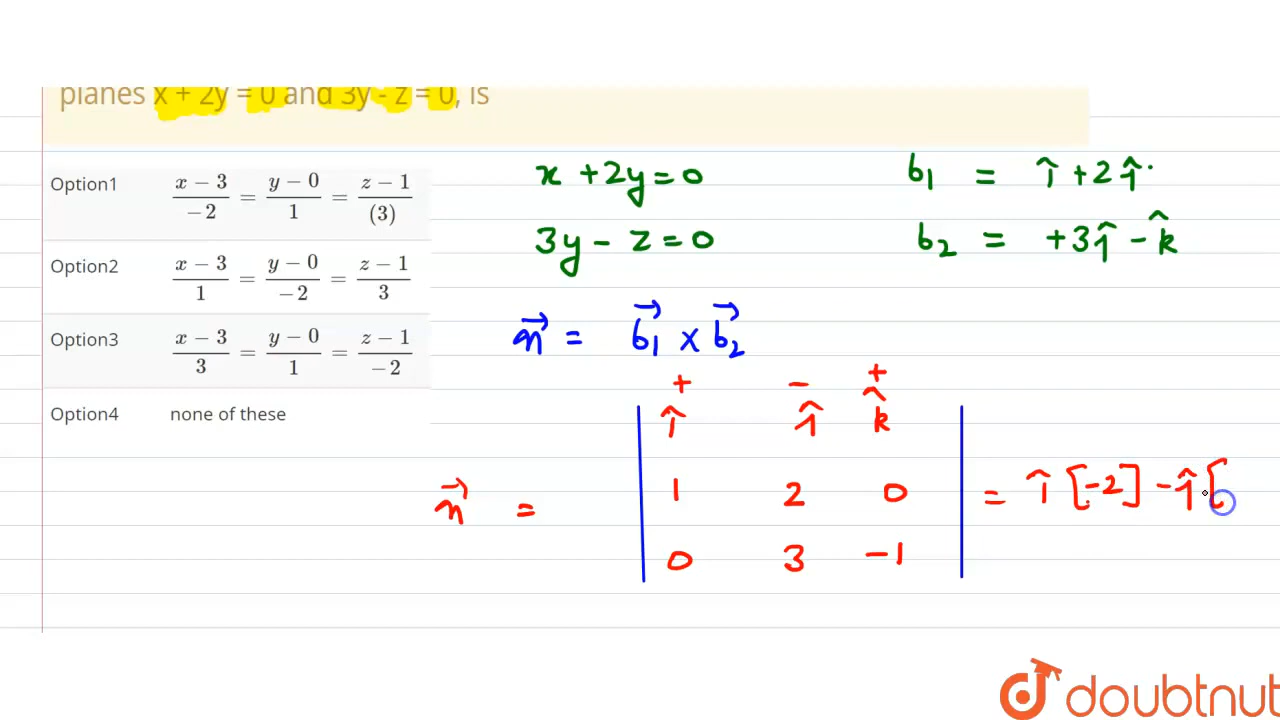 planes x + 2y = 0 and 3y - z = 0, is
Option1 (x − 3)/−2 = (y − 0)/1 = (z − 1)/(3)
Option2 (x − 3)/1 = (y − 0)/−2 = (z − 1)/3
Option3 (x − 3)/3 = (y − 0)/1 = (z − 1)/−2
Option4 none of these
x + 2y = 0
b₁ = î + 2ĵ
3y − z = 0
b₂ = +3ĵ − k̂
n⃗ = b₁⃗ × b₂⃗
+ − +
î ĵ k̂
n⃗ = | 1 2 0 | = î [-2] − ĵ [
0 3 −1
doubtnut